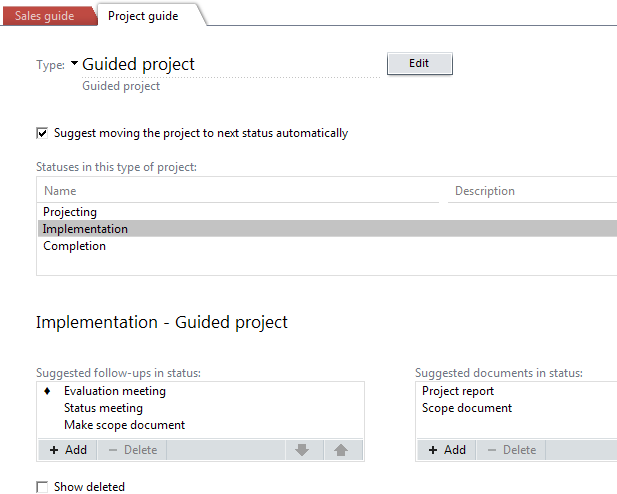 Sales guide
Project guide
Type: Guided project
Edit
Guided project
Suggest moving the project to next status automatically
Statuses in this type of project:
Name Description
Projecting
Implementation
Completion
Implementation - Guided project
Suggested follow-ups in status:
Evaluation meeting
Status meeting
Make scope document
+ Add − Delete
Suggested documents in status:
Project report
Scope document
+ Add − Delete
Show deleted